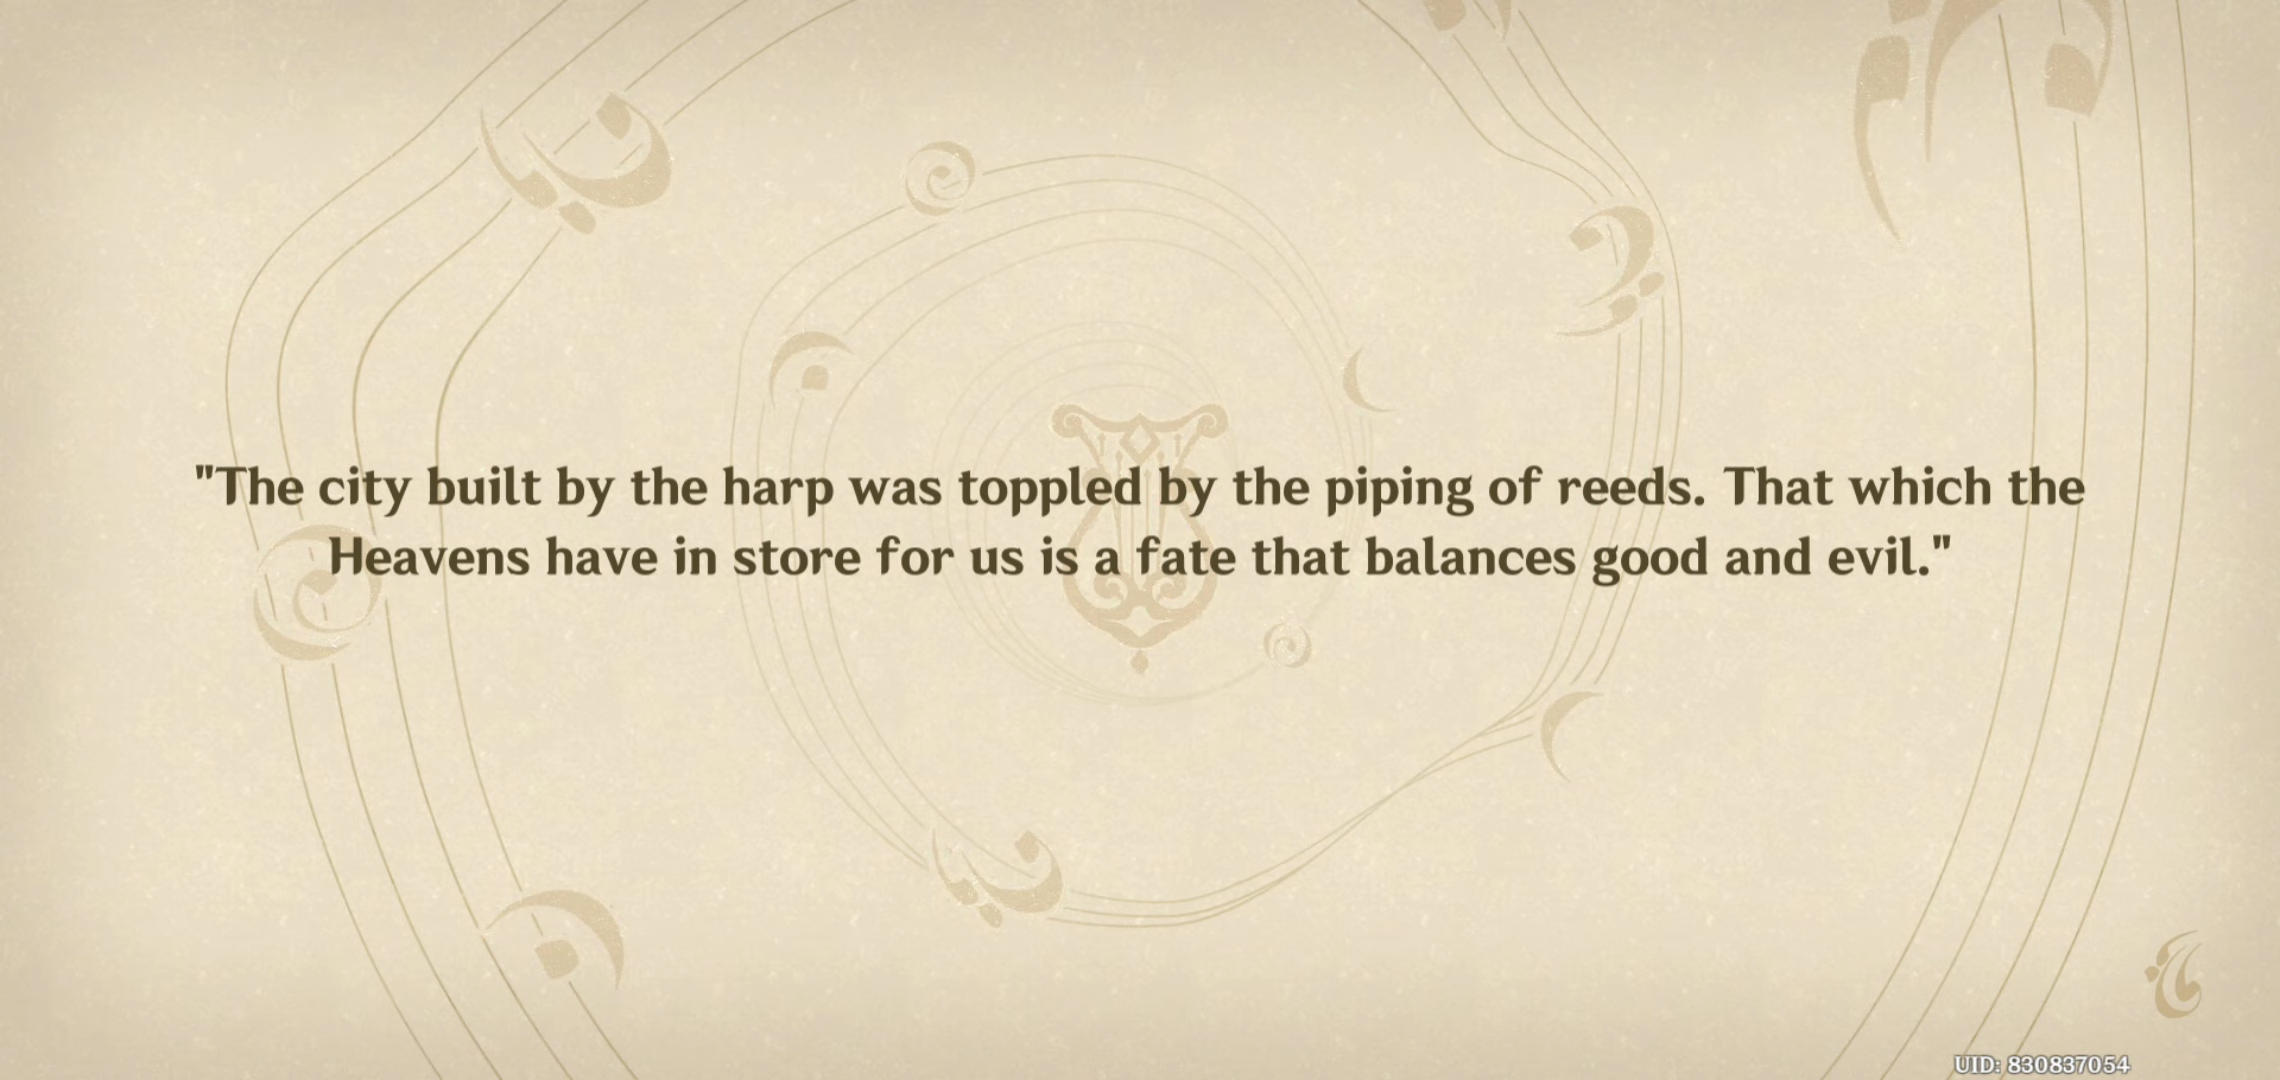 "The city built by the harp was toppled by the piping of reeds. That which the
Heavens have in store for us is a fate that balances good and evil."
UID: 830837054